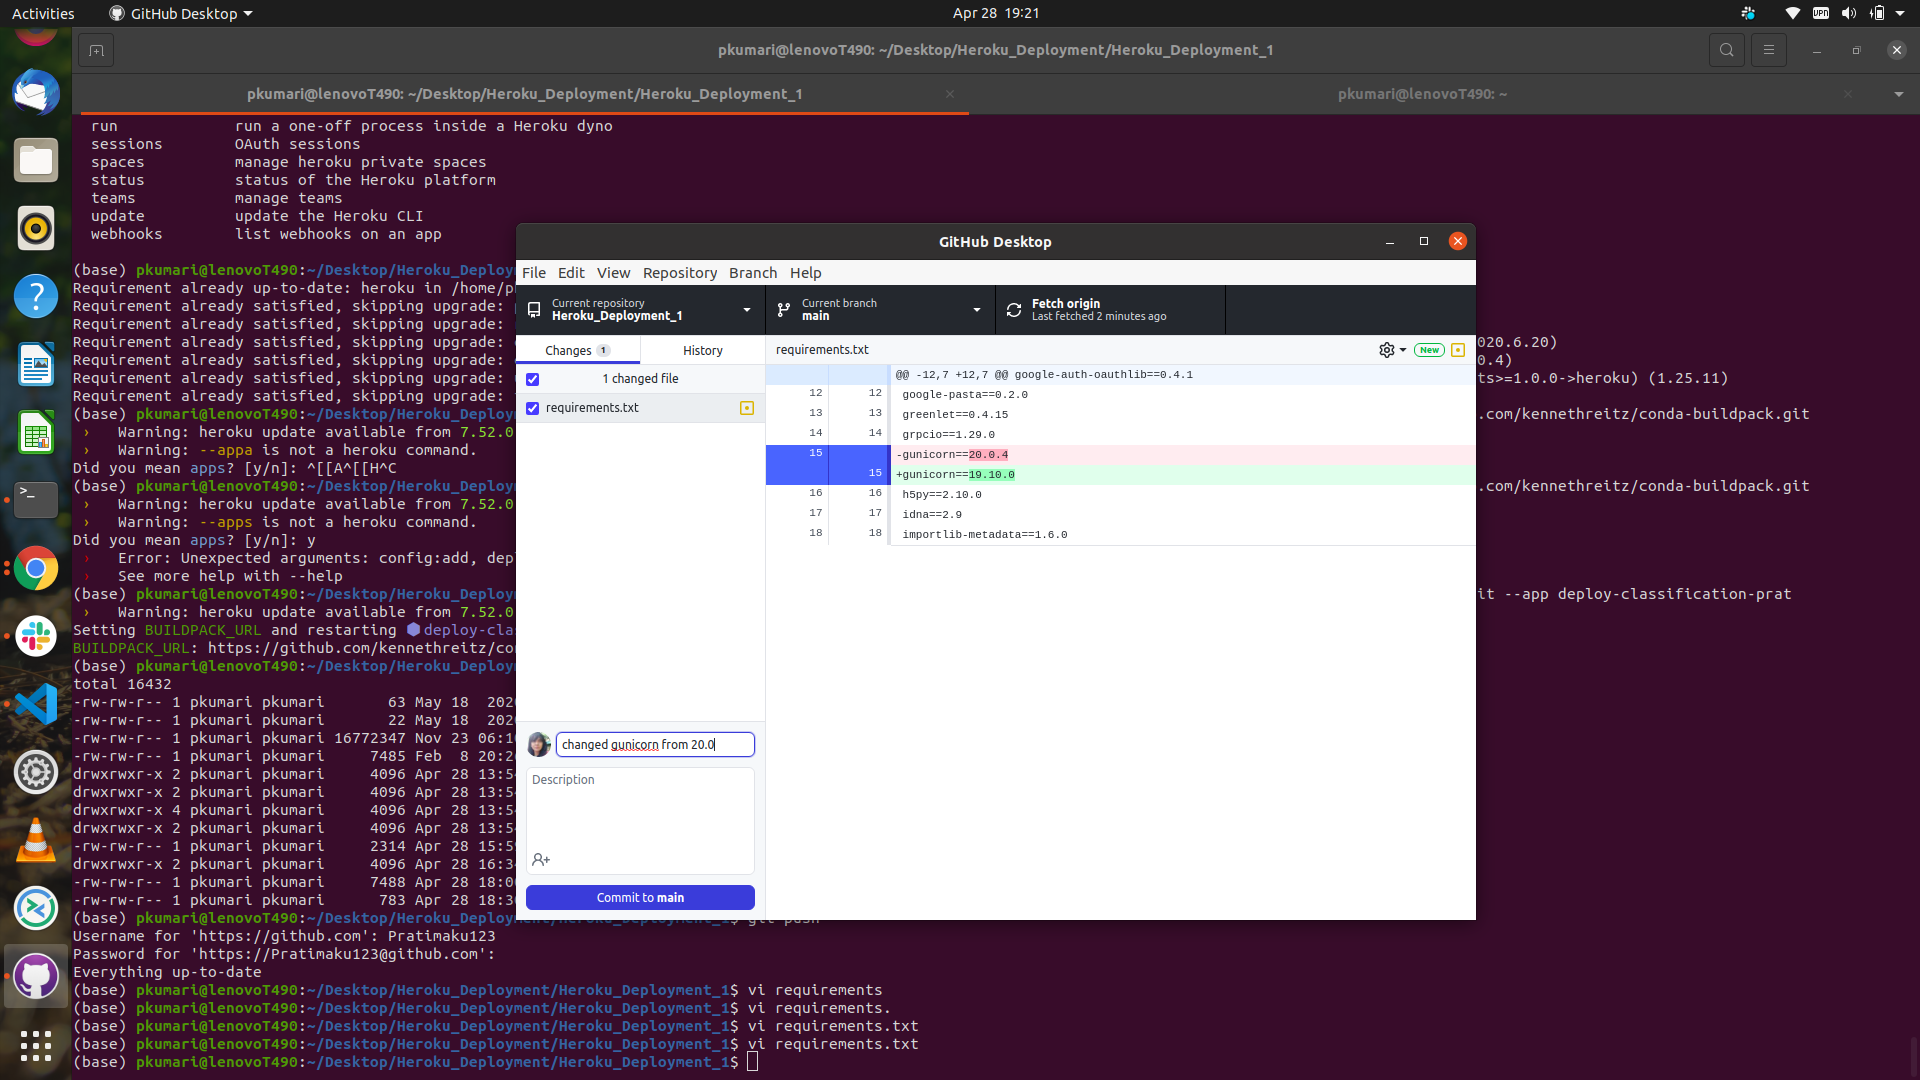 Activities
GitHub Desktop
Apr 28 19:21
VPN
pkumari@lenovoT490: ~/Desktop/Heroku_Deployment/Heroku_Deployment_1
pkumari@lenovoT490: ~/Desktop/Heroku_Deployment/Heroku_Deployment_1
pkumari@lenovoT490: ~
run run a one-off process inside a Heroku dyno
sessions OAuth sessions
spaces manage heroku private spaces
status status of the Heroku platform
teams manage teams
update update the Heroku CLI
webhooks list webhooks on an app
(base) pkumari@lenovoT490:~/Desktop/Heroku_Deploym
Requirement already up-to-date: heroku in /home/p
Requirement already satisfied, skipping upgrade:
Requirement already satisfied, skipping upgrade:
Requirement already satisfied, skipping upgrade:
Requirement already satisfied, skipping upgrade:
Requirement already satisfied, skipping upgrade:
Requirement already satisfied, skipping upgrade:
(base) pkumari@lenovoT490:~/Desktop/Heroku_Deploym
› Warning: heroku update available from 7.52.0
› Warning: --appa is not a heroku command.
Did you mean apps? [y/n]: ^[[A^[[H^C
(base) pkumari@lenovoT490:~/Desktop/Heroku_Deploym
› Warning: heroku update available from 7.52.0
› Warning: --apps is not a heroku command.
Did you mean apps? [y/n]: y
› Error: Unexpected arguments: config:add, dep
› See more help with --help
(base) pkumari@lenovoT490:~/Desktop/Heroku_Deploym
› Warning: heroku update available from 7.52.0
Setting BUILDPACK_URL and restarting ⬢ deploy-cla
BUILDPACK_URL: https://github.com/kennethreitz/co
(base) pkumari@lenovoT490:~/Desktop/Heroku_Deploym
total 16432
-rw-rw-r-- 1 pkumari pkumari 63 May 18 202
-rw-rw-r-- 1 pkumari pkumari 22 May 18 202
-rw-rw-r-- 1 pkumari pkumari 16772347 Nov 23 06:1
-rw-rw-r-- 1 pkumari pkumari 7485 Feb 8 20:2
drwxrwxr-x 2 pkumari pkumari 4096 Apr 28 13:5
drwxrwxr-x 2 pkumari pkumari 4096 Apr 28 13:5
drwxrwxr-x 4 pkumari pkumari 4096 Apr 28 13:5
drwxrwxr-x 2 pkumari pkumari 4096 Apr 28 13:5
-rw-rw-r-- 1 pkumari pkumari 2314 Apr 28 15:5
drwxrwxr-x 2 pkumari pkumari 4096 Apr 28 16:3
-rw-rw-r-- 1 pkumari pkumari 7488 Apr 28 18:0
-rw-rw-r-- 1 pkumari pkumari 783 Apr 28 18:3
(base) pkumari@lenovoT490:~/Desktop/Heroku_Deployment/Heroku_Deployment_1$ git push
Username for 'https://github.com': Pratimaku123
Password for 'https://Pratimaku123@github.com':
Everything up-to-date
(base) pkumari@lenovoT490:~/Desktop/Heroku_Deployment/Heroku_Deployment_1$ vi requirements
(base) pkumari@lenovoT490:~/Desktop/Heroku_Deployment/Heroku_Deployment_1$ vi requirements.
(base) pkumari@lenovoT490:~/Desktop/Heroku_Deployment/Heroku_Deployment_1$ vi requirements.txt
(base) pkumari@lenovoT490:~/Desktop/Heroku_Deployment/Heroku_Deployment_1$ vi requirements.txt
(base) pkumari@lenovoT490:~/Desktop/Heroku_Deployment/Heroku_Deployment_1$
020.6.20)
0.4)
ts>=1.0.0->heroku) (1.25.11)
.com/kennethreitz/conda-buildpack.git
.com/kennethreitz/conda-buildpack.git
it --app deploy-classification-prat
GitHub Desktop
File Edit View Repository Branch Help
Current repository
Heroku_Deployment_1
Current branch
main
Fetch origin
Last fetched 2 minutes ago
Changes 1
History
requirements.txt
New
1 changed file
requirements.txt
@@ -12,7 +12,7 @@ google-auth-oauthlib==0.4.1
12 12 google-pasta==0.2.0
13 13 greenlet==0.4.15
14 14 grpcio==1.29.0
15 -gunicorn==20.0.4
15 +gunicorn==19.10.0
16 16 h5py==2.10.0
17 17 idna==2.9
18 18 importlib-metadata==1.6.0
changed gunicorn from 20.0
Description
Commit to main